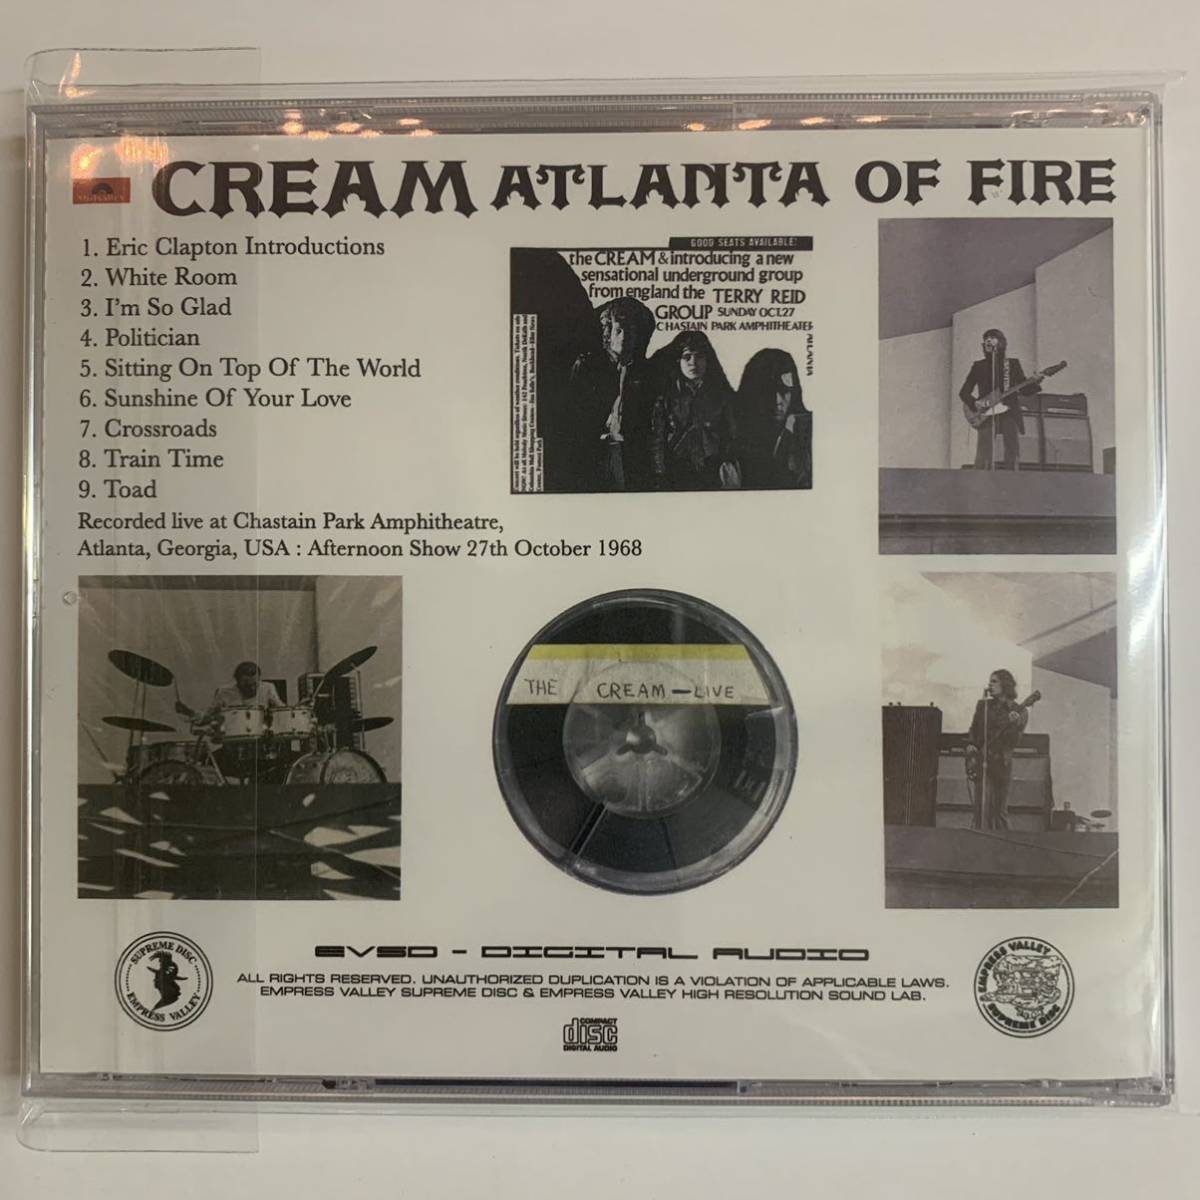 CREAM ATLANTA OF FIRE
1. Eric Clapton Introductions
2. White Room
3. I'm So Glad
4. Politician
5. Sitting On Top Of The World
6. Sunshine Of Your Love
7. Crossroads
8. Train Time
9. Toad
Recorded live at Chastain Park Amphitheatre,
Atlanta, Georgia, USA : Afternoon Show 27th October 1968
GOOD SEATS AVAILABLE!
the CREAM & introducing a new
sensational underground group
from england the TERRY REID
GROUP SUNDAY OCT.27
CHASTAIN PARK AMPHITHEATER
ATLANTA
THE CREAM - LIVE
EVSD - DIGITAL AUDIO
ALL RIGHTS RESERVED. UNAUTHORIZED DUPLICATION IS A VIOLATION OF APPLICABLE LAWS.
EMPRESS VALLEY SUPREME DISC & EMPRESS VALLEY HIGH RESOLUTION SOUND LAB.
SUPREME DISC
EMPRESS VALLEY
EMPRESS VALLEY
SUPREME DISC
COMPACT
disc
DIGITAL AUDIO